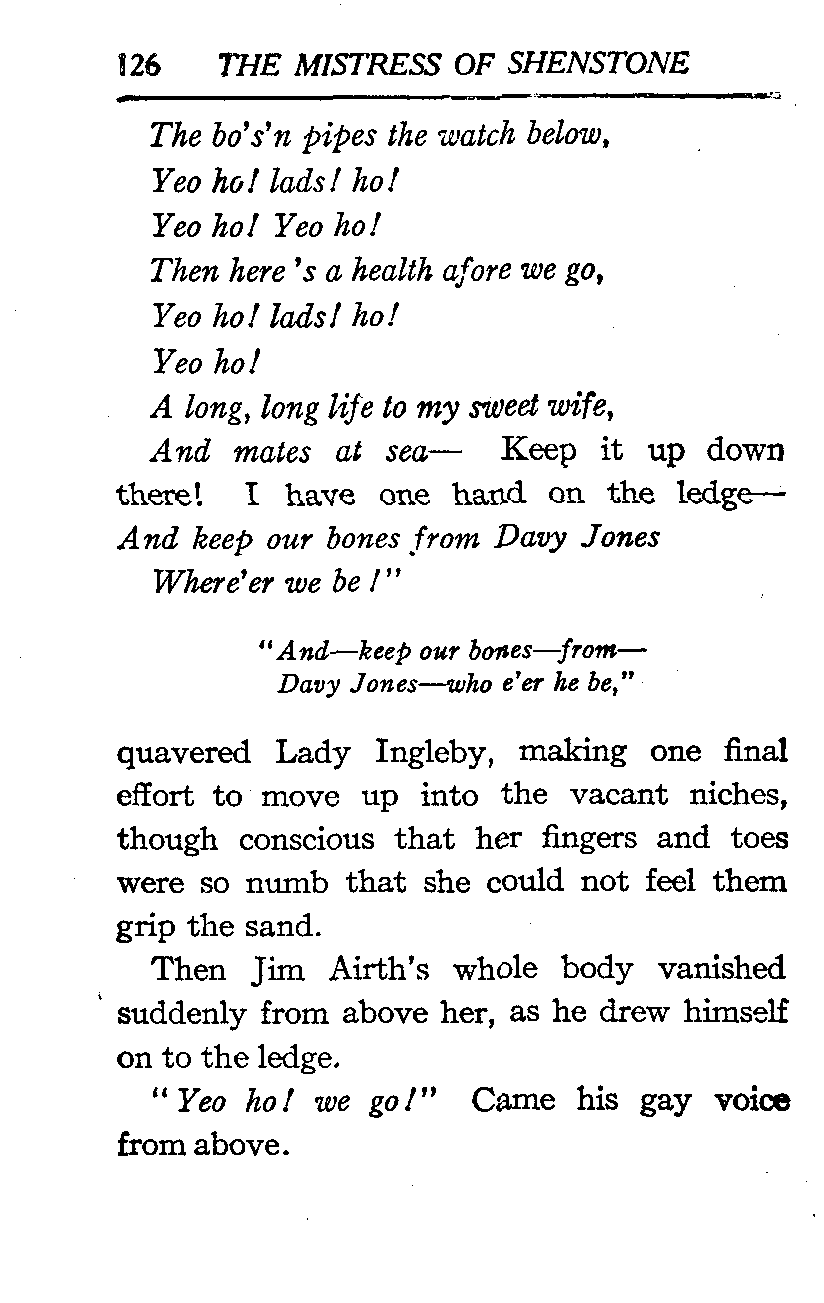 126 THE MISTRESS OF SHENSTONE
The bo's'n pipes the watch below,
Yeo ho! lads! ho!
Yeo ho! Yeo ho!
Then here 's a health afore we go,
Yeo ho! lads! ho!
Yeo ho!
A long, long life to my sweet wife,
And mates at sea— Keep it up down
there! I have one hand on the ledge—
And keep our bones from Davy Jones
Where'er we be!"
"And—keep our bones—from—
Davy Jones—who e'er he be,"
quavered Lady Ingleby, making one final
effort to move up into the vacant niches,
though conscious that her fingers and toes
were so numb that she could not feel them
grip the sand.
Then Jim Airth's whole body vanished
suddenly from above her, as he drew himself
on to the ledge.
"Yeo ho! we go!" Came his gay voice
from above.